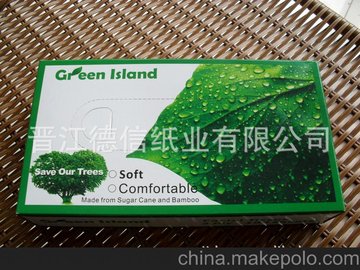 Green Island
晋江德信纸业有限公司
Save Our Trees
Soft
Comfortable
Made from Sugar Cane and Bamboo
china.makepolo.com